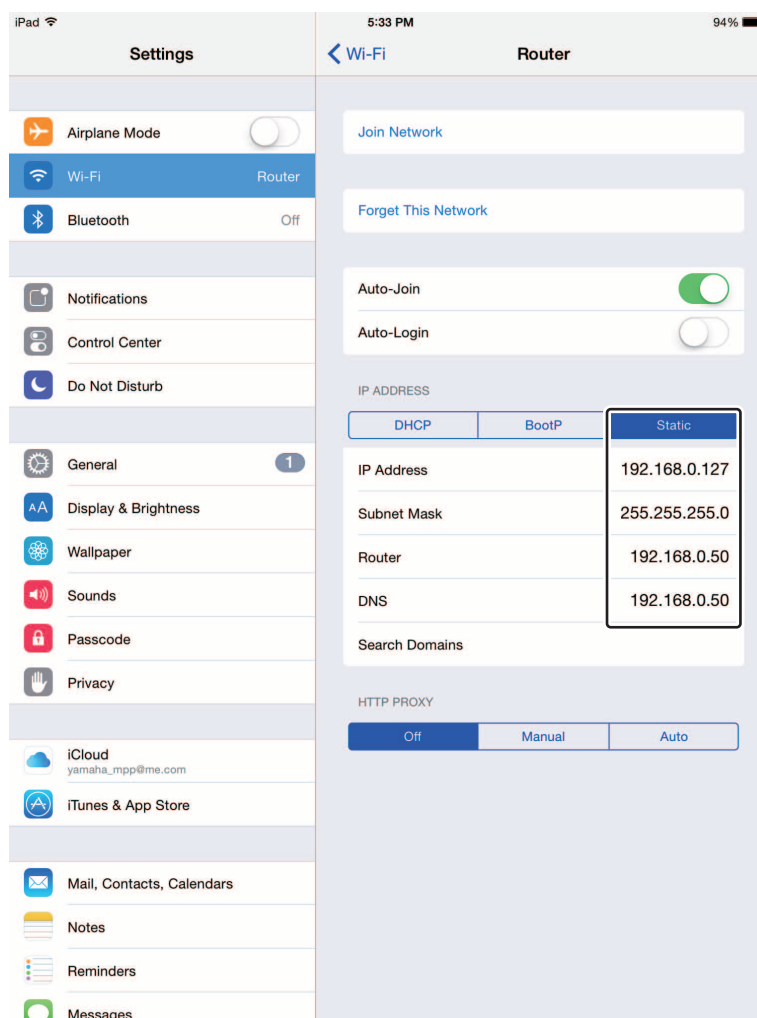 iPad
5:33 PM
94%
Settings
Wi-Fi
Router
Airplane Mode
Wi-Fi Router
Bluetooth Off
Notifications
Control Center
Do Not Disturb
General 1
AA Display & Brightness
Wallpaper
Sounds
Passcode
Privacy
iCloud
yamaha_mpp@me.com
iTunes & App Store
Mail, Contacts, Calendars
Notes
Reminders
Messages
Join Network
Forget This Network
Auto-Join
Auto-Login
IP ADDRESS
DHCP BootP Static
IP Address 192.168.0.127
Subnet Mask 255.255.255.0
Router 192.168.0.50
DNS 192.168.0.50
Search Domains
HTTP PROXY
Off Manual Auto